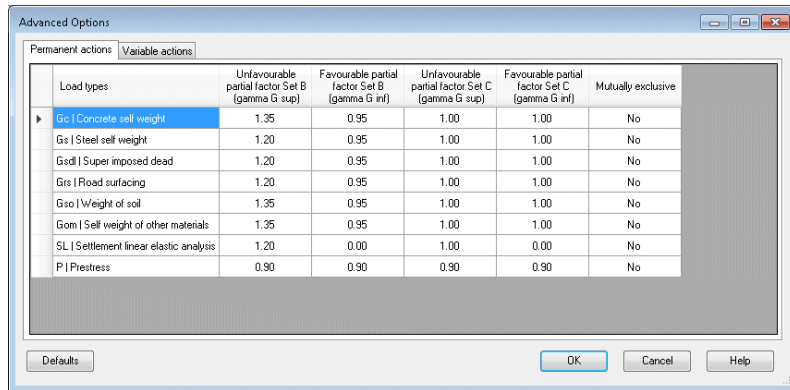 Advanced Options
Permanent actions Variable actions
Load types Unfavourable partial factor Set B (gamma G sup) Favourable partial factor Set B (gamma G inf) Unfavourable partial factor Set C (gamma G sup) Favourable partial factor Set C (gamma G inf) Mutually exclusive
Gc | Concrete self weight 1.35 0.95 1.00 1.00 No
Gs | Steel self weight 1.20 0.95 1.00 1.00 No
Gsdl | Super imposed dead 1.20 0.95 1.00 1.00 No
Grs | Road surfacing 1.20 0.95 1.00 1.00 No
Gso | Weight of soil 1.35 0.95 1.00 1.00 No
Gom | Self weight of other materials 1.35 0.95 1.00 1.00 No
SL | Settlement linear elastic analysis 1.20 0.00 1.00 0.00 No
P | Prestress 0.90 0.90 0.90 0.90 No
Defaults OK Cancel Help